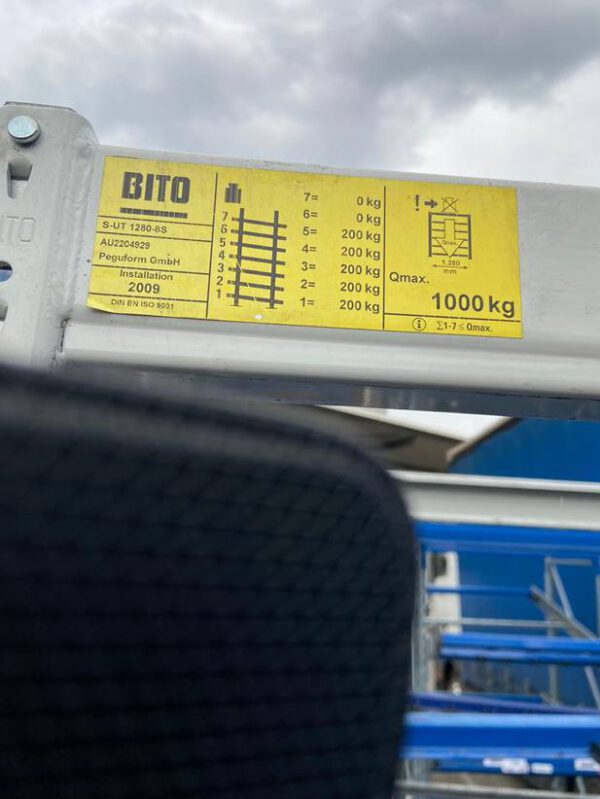 BITO
S-UT 1280-8S
AU2204929
Peguform GmbH
Installation
2009
DIN EN ISO 9001
7
6
5
4
3
2
1
7= 0 kg
6= 0 kg
5= 200 kg
4= 200 kg
3= 200 kg
2= 200 kg
1= 200 kg
!
Qmax.
1.280
mm
Qmax.
1000 kg
i Σ1-7 ≤ Qmax.
ITO